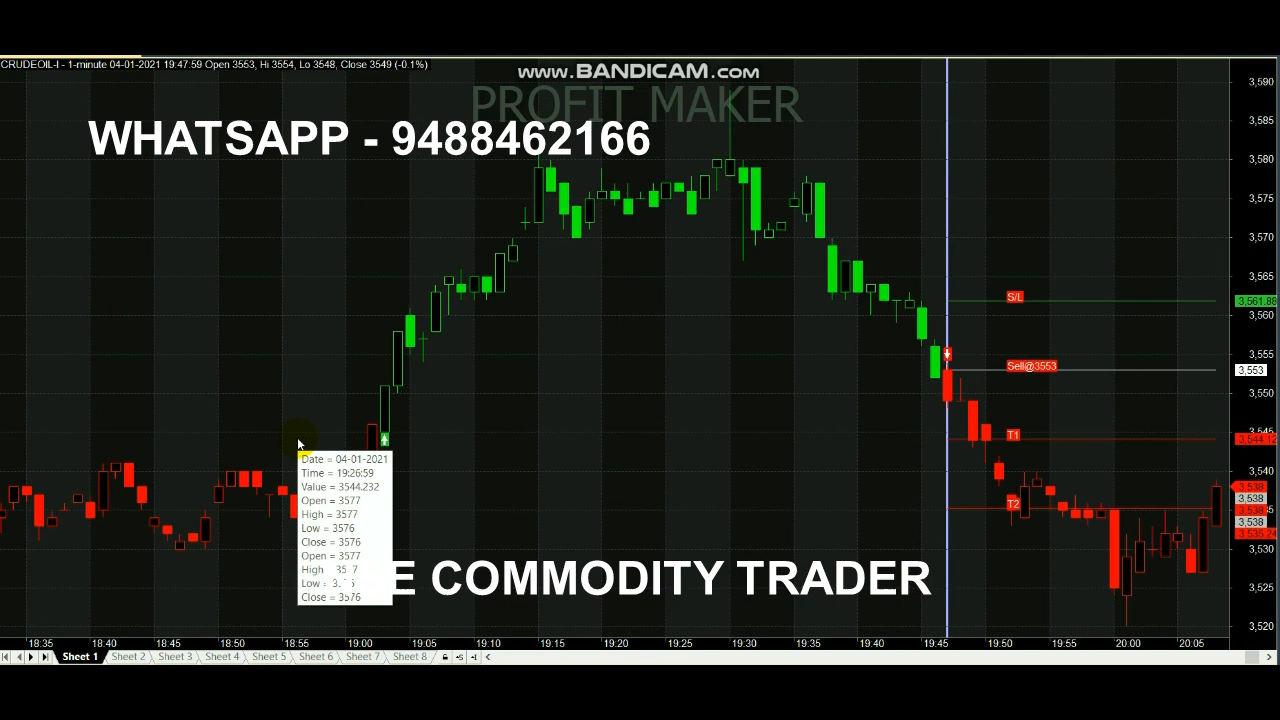 CRUDEOIL-I - 1-minute 04-01-2021 19:47:59 Open 3553, Hi 3554, Lo 3548, Close 3549 (-0.1%)
www.BANDICAM.com
PROFIT MAKER
WHATSAPP - 9488462166
3,590
3,585
3,580
3,575
3,570
3,565
S/L
3,561.88
3,560
3,555
Sell@3553
3,553
3,550
T1
3,544.12
3,540
3,538
3,538
T2
3,538
3,538
3,530
3,525
3,520
Date = 04-01-2021
Time = 19:26:59
Value = 3544.232
Open = 3577
High = 3577
Low = 3576
Close = 3576
Open = 3577
High
Low
Close = 3576
E COMMODITY TRADER
18:35 18:40 18:45 18:50 18:55 19:00 19:05 19:10 19:15 19:20 19:25 19:30 19:35 19:40 19:45 19:50 19:55 20:00 20:05
Sheet 1 Sheet 2 Sheet 3 Sheet 4 Sheet 5 Sheet 6 Sheet 7 Sheet 8